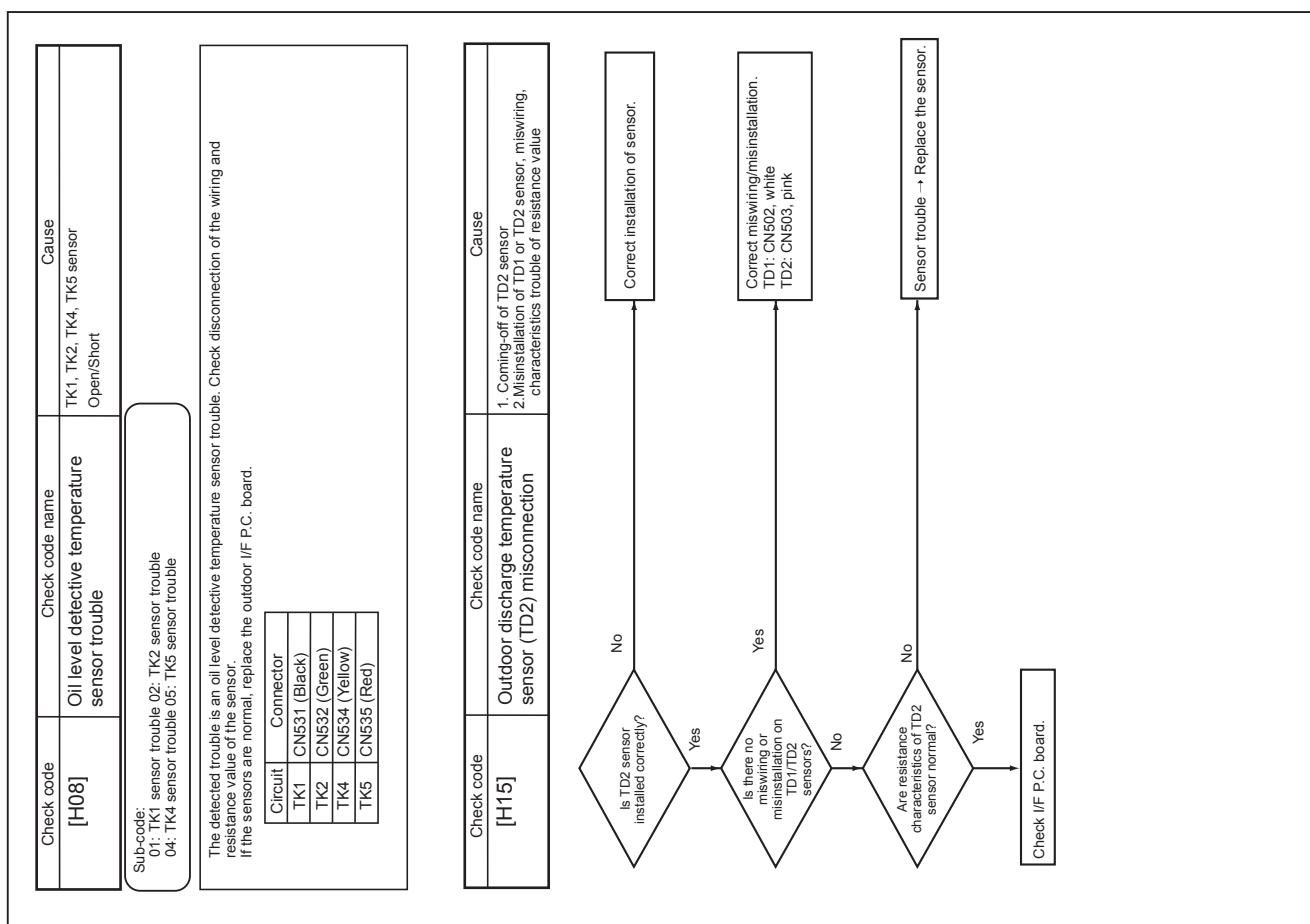 Check code
Check code name
Cause
[H08]
Oil level detective temperature
sensor trouble
TK1, TK2, TK4, TK5 sensor
Open/Short
Sub-code:
01: TK1 sensor trouble 02: TK2 sensor trouble
04: TK4 sensor trouble 05: TK5 sensor trouble
The detected trouble is an oil level detective temperature sensor trouble. Check disconnection of the wiring and
resistance value of the sensor.
If the sensors are normal, replace the outdoor I/F P.C. board.
Circuit Connector
TK1 CN531 (Black)
TK2 CN532 (Green)
TK4 CN534 (Yellow)
TK5 CN535 (Red)
Check code
Check code name
Cause
[H15]
Outdoor discharge temperature
sensor (TD2) misconnection
1. Coming-off of TD2 sensor
2.Misinstallation of TD1 or TD2 sensor, miswiring,
characteristics trouble of resistance value
Is TD2 sensor
installed correctly?
No
Correct installation of sensor.
Yes
Is there no
miswiring or
misinstallation on
TD1/TD2
sensors?
Yes
Correct miswiring/misinstallation.
TD1: CN502, white
TD2: CN503, pink
No
Are resistance
characteristics of TD2
sensor normal?
No
Sensor trouble → Replace the sensor.
Yes
Check I/F P.C. board.